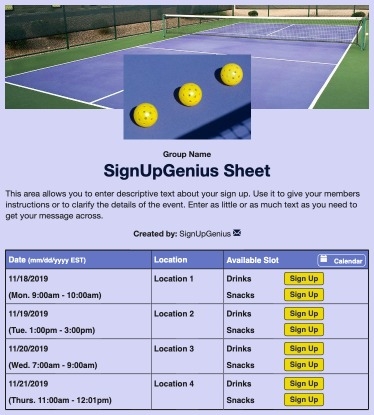 Group Name
SignUpGenius Sheet
This area allows you to enter descriptive text about your sign up. Use it to give your members
instructions or to clarify the details of the event. Enter as little or as much text as you need to
get your message across.
Created by: SignUpGenius
Date (mm/dd/yyyy EST) Location Available Slot Calendar
11/18/2019 Location 1 Drinks Sign Up
(Mon. 9:00am - 10:00am) Snacks Sign Up
11/19/2019 Location 2 Drinks Sign Up
(Tue. 1:00pm - 3:00pm) Snacks Sign Up
11/20/2019 Location 3 Drinks Sign Up
(Wed. 7:00am - 9:00am) Snacks Sign Up
11/21/2019 Location 4 Drinks Sign Up
(Thurs. 11:00am - 12:01pm) Snacks Sign Up